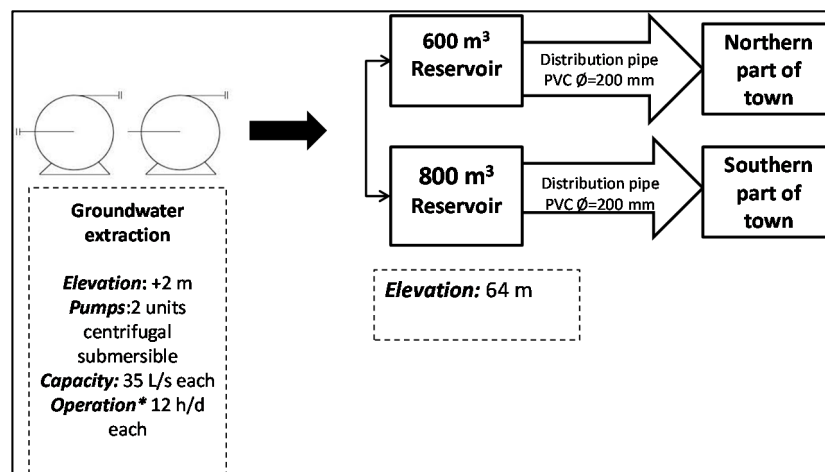 Groundwater
extraction
Elevation: +2 m
Pumps:2 units
centrifugal
submersible
Capacity: 35 L/s each
Operation* 12 h/d
each
600 m³
Reservoir
Distribution pipe
PVC Ø=200 mm
Northern
part of
town
800 m³
Reservoir
Distribution pipe
PVC Ø=200 mm
Southern
part of
town
Elevation: 64 m